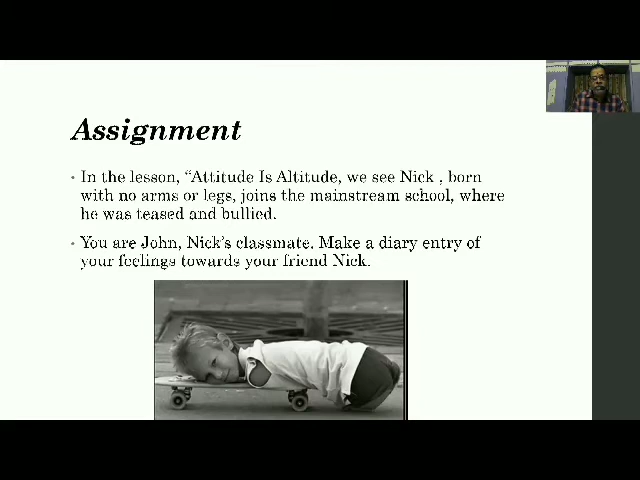 Assignment
In the lesson, “Attitude Is Altitude, we see Nick , born
with no arms or legs, joins the mainstream school, where
he was teased and bullied.
You are John, Nick’s classmate. Make a diary entry of
your feelings towards your friend Nick.